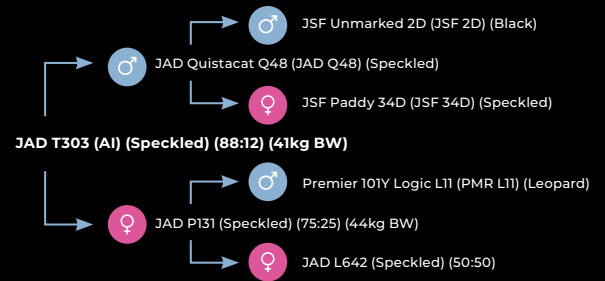 JSF Unmarked 2D (JSF 2D) (Black)
JAD Quistacat Q48 (JAD Q48) (Speckled)
JSF Paddy 34D (JSF 34D) (Speckled)
JAD T303 (AI) (Speckled) (88:12) (41kg BW)
Premier 101Y Logic L11 (PMR L11) (Leopard)
JAD P131 (Speckled) (75:25) (44kg BW)
JAD L642 (Speckled) (50:50)